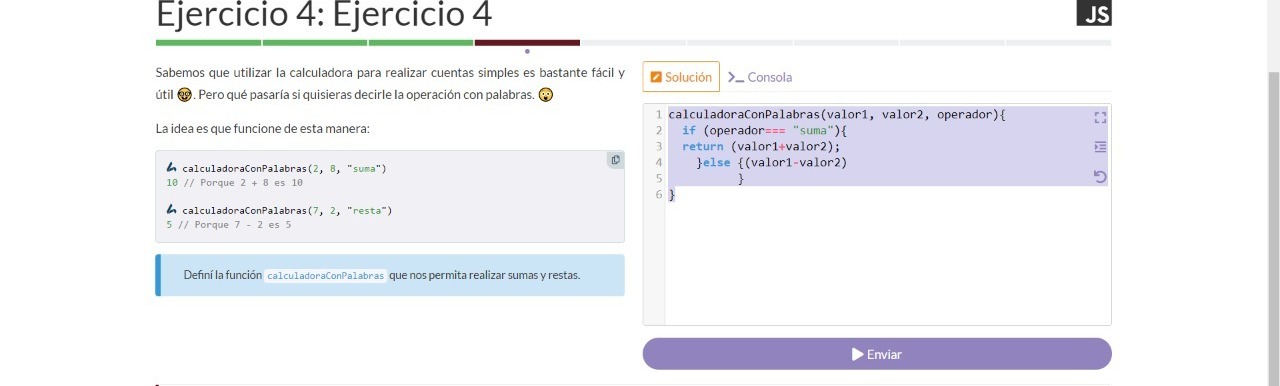 Ejercicio 4: Ejercicio 4
JS
Sabemos que utilizar la calculadora para realizar cuentas simples es bastante fácil y
útil 🤓. Pero qué pasaría si quisieras decirle la operación con palabras. 😲
La idea es que funcione de esta manera:
calculadoraConPalabras(2, 8, "suma")
10 // Porque 2 + 8 es 10
calculadoraConPalabras(7, 2, "resta")
5 // Porque 7 - 2 es 5
Definí la función calculadoraConPalabras que nos permita realizar sumas y restas.
Solución
>_ Consola
1 calculadoraConPalabras(valor1, valor2, operador){
2 if (operador=== "suma"){
3 return (valor1+valor2);
4 }else {(valor1-valor2)
5 }
6 }
Enviar